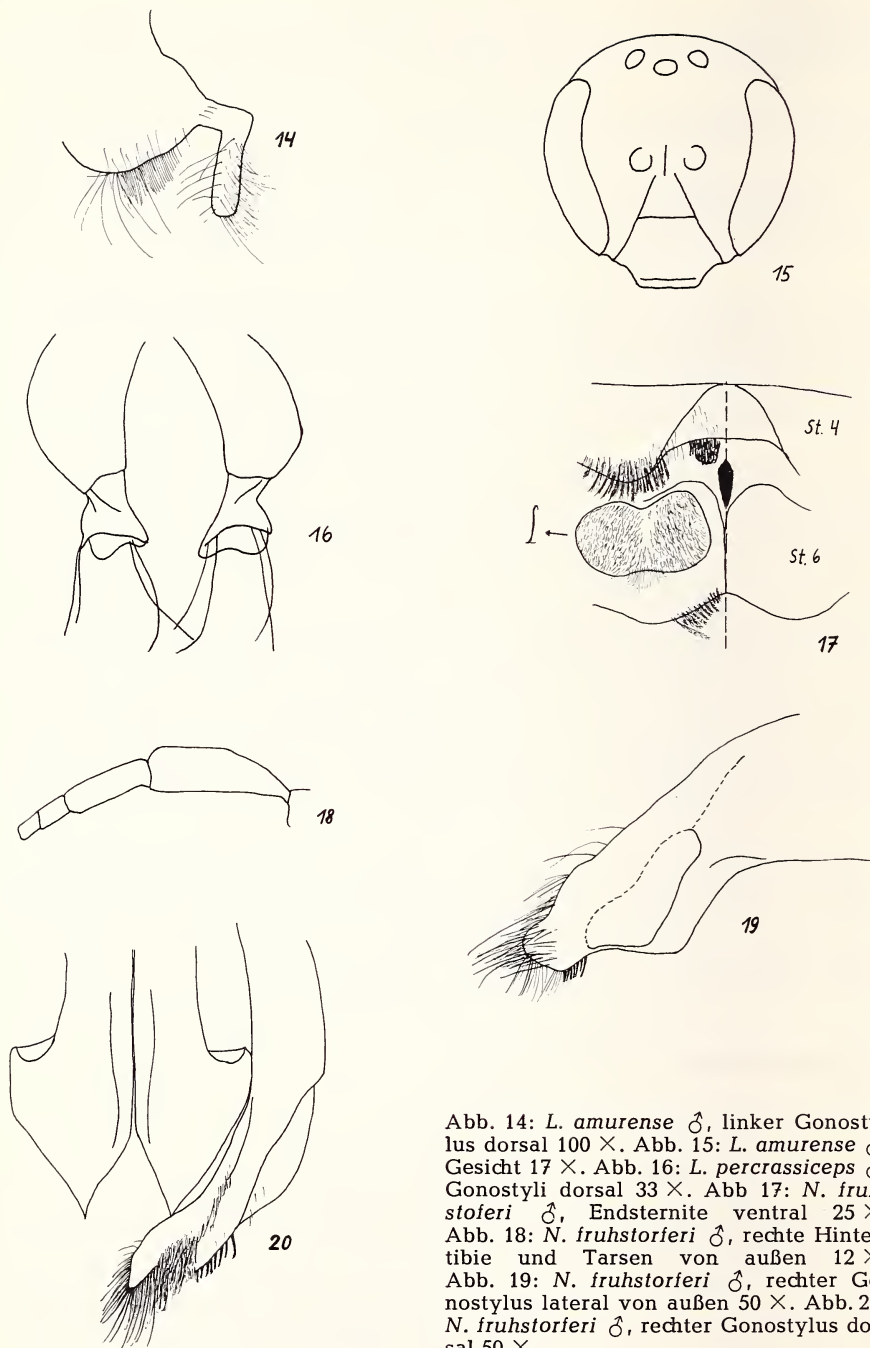 14
15
16
St. 4
St. 6
17
18
19
20
Abb. 14: L. amurense ♂, linker Gonosty
lus dorsal 100 ×. Abb. 15: L. amurense
Gesicht 17 ×. Abb. 16: L. percrassiceps
Gonostyli dorsal 33 ×. Abb 17: N. fru
stoferi ♂, Endsternite ventral 25 ×
Abb. 18: N. fruhstorferi ♂, rechte Hinte
tibie und Tarsen von außen 12 ×
Abb. 19: N. fruhstorferi ♂, rechter G
nostylus lateral von außen 50 ×. Abb. 2
N. fruhstorferi ♂, rechter Gonostylus do
sal 50 ×